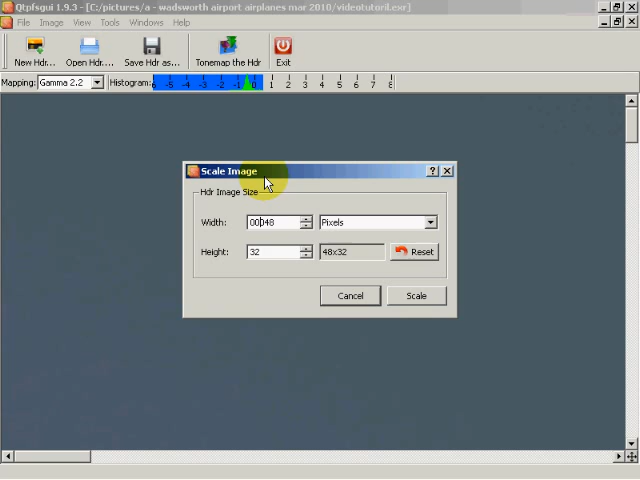 Qtpfsgui 1.9.3 - [C:/pictures/a - wadsworth airport airplanes mar 2010/videotutoril.exr]
File Image View Tools Windows Help
New Hdr... Open Hdr.... Save Hdr as... Tonemap the Hdr Exit
Mapping: Gamma 2.2 Histogram: -6 -5 -4 -3 -2 -1 0 1 2 3 4 5 6 7 8
Scale Image
Hdr Image Size
Width: 00048 Pixels
Height: 32 48x32 Reset
Cancel Scale